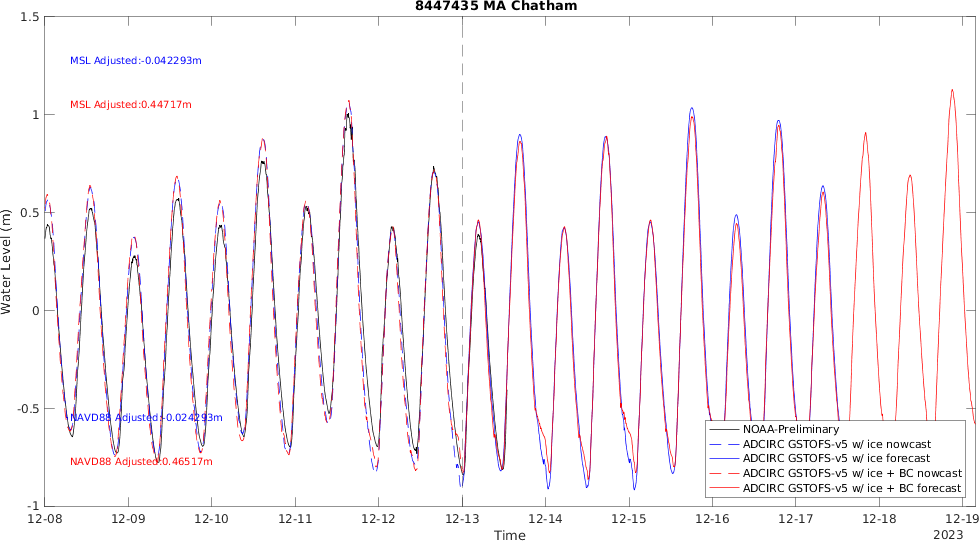 8447435 MA Chatham
1.5
MSL Adjusted:-0.042293m
MSL Adjusted:0.44717m
1
0.5
Water Level (m)
0
-0.5
NAVD88 Adjusted:-0.024293m
NAVD88 Adjusted:0.46517m
NOAA-Preliminary
ADCIRC GSTOFS-v5 w/ ice nowcast
ADCIRC GSTOFS-v5 w/ ice forecast
ADCIRC GSTOFS-v5 w/ ice + BC nowcast
ADCIRC GSTOFS-v5 w/ ice + BC forecast
-1
12-08 12-09 12-10 12-11 12-12 12-13 12-14 12-15 12-16 12-17 12-18 12-19
Time
2023